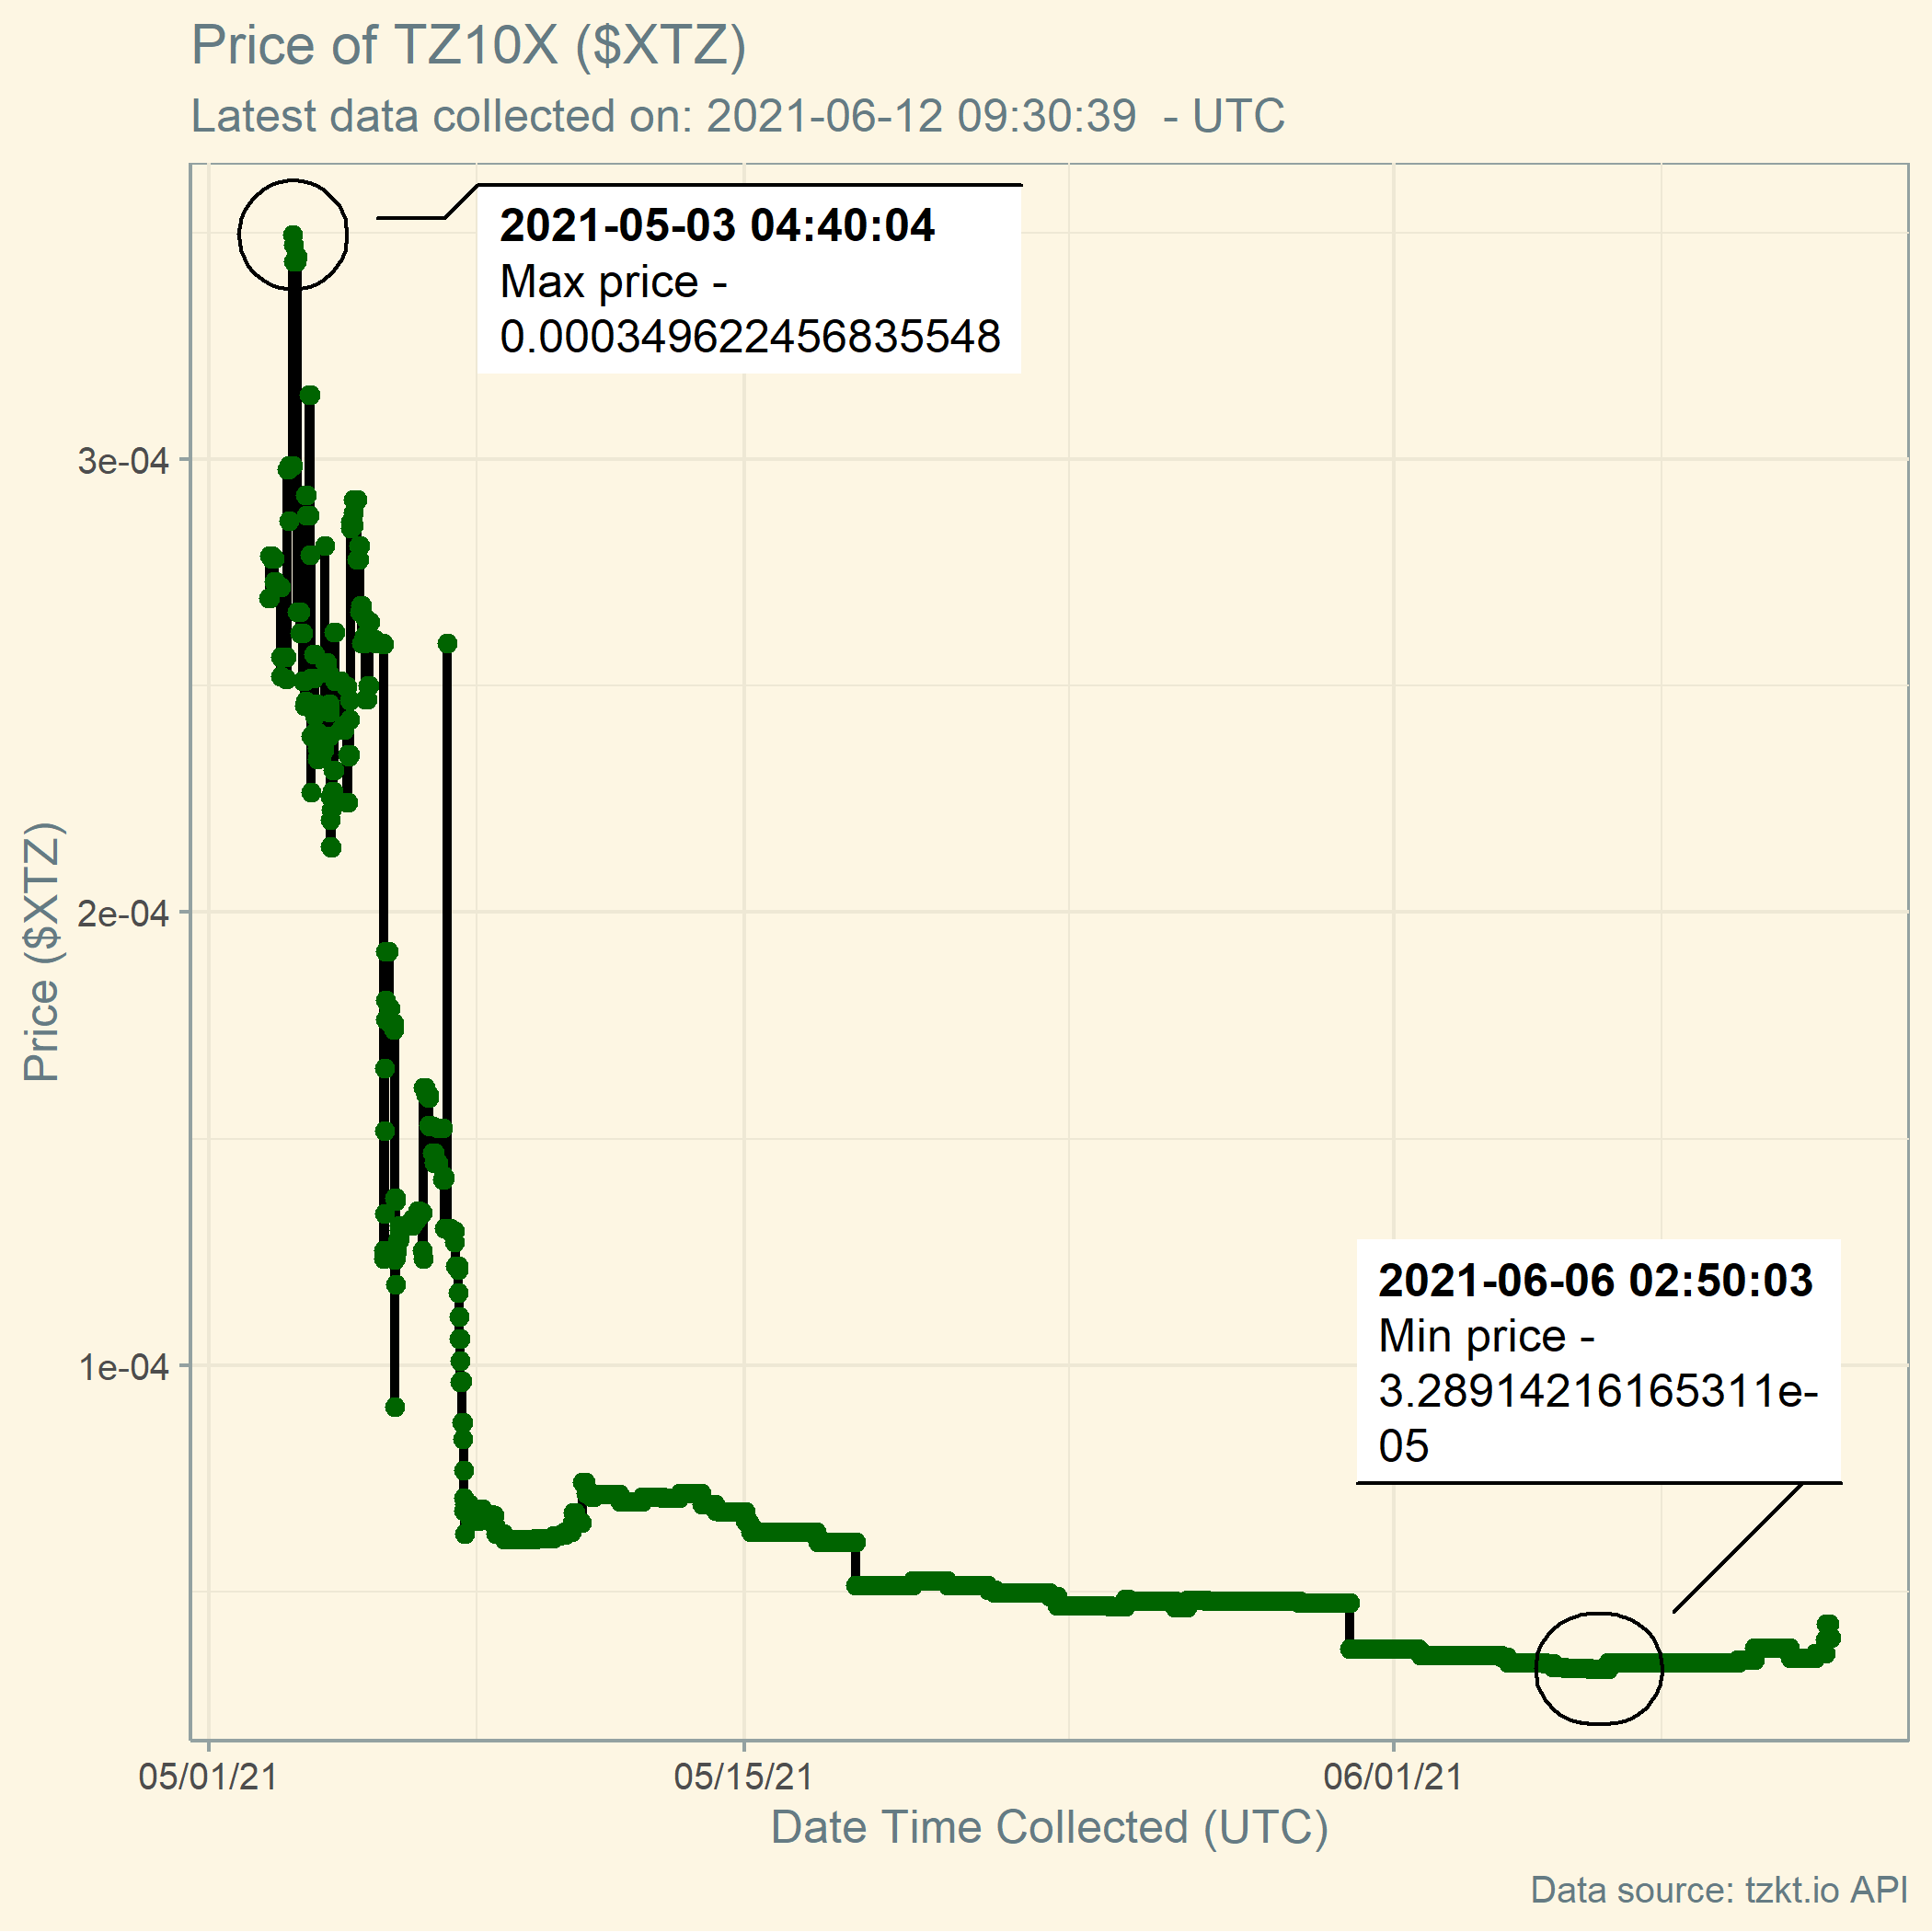 Price of TZ10X ($XTZ)
Latest data collected on: 2021-06-12 09:30:39  - UTC
2021-05-03 04:40:04
Max price -
0.000349622456835548
3e-04
2e-04
1e-04
Price ($XTZ)
2021-06-06 02:50:03
Min price -
3.28914216165311e-
05
05/01/21
05/15/21
06/01/21
Date Time Collected (UTC)
Data source: tzkt.io API